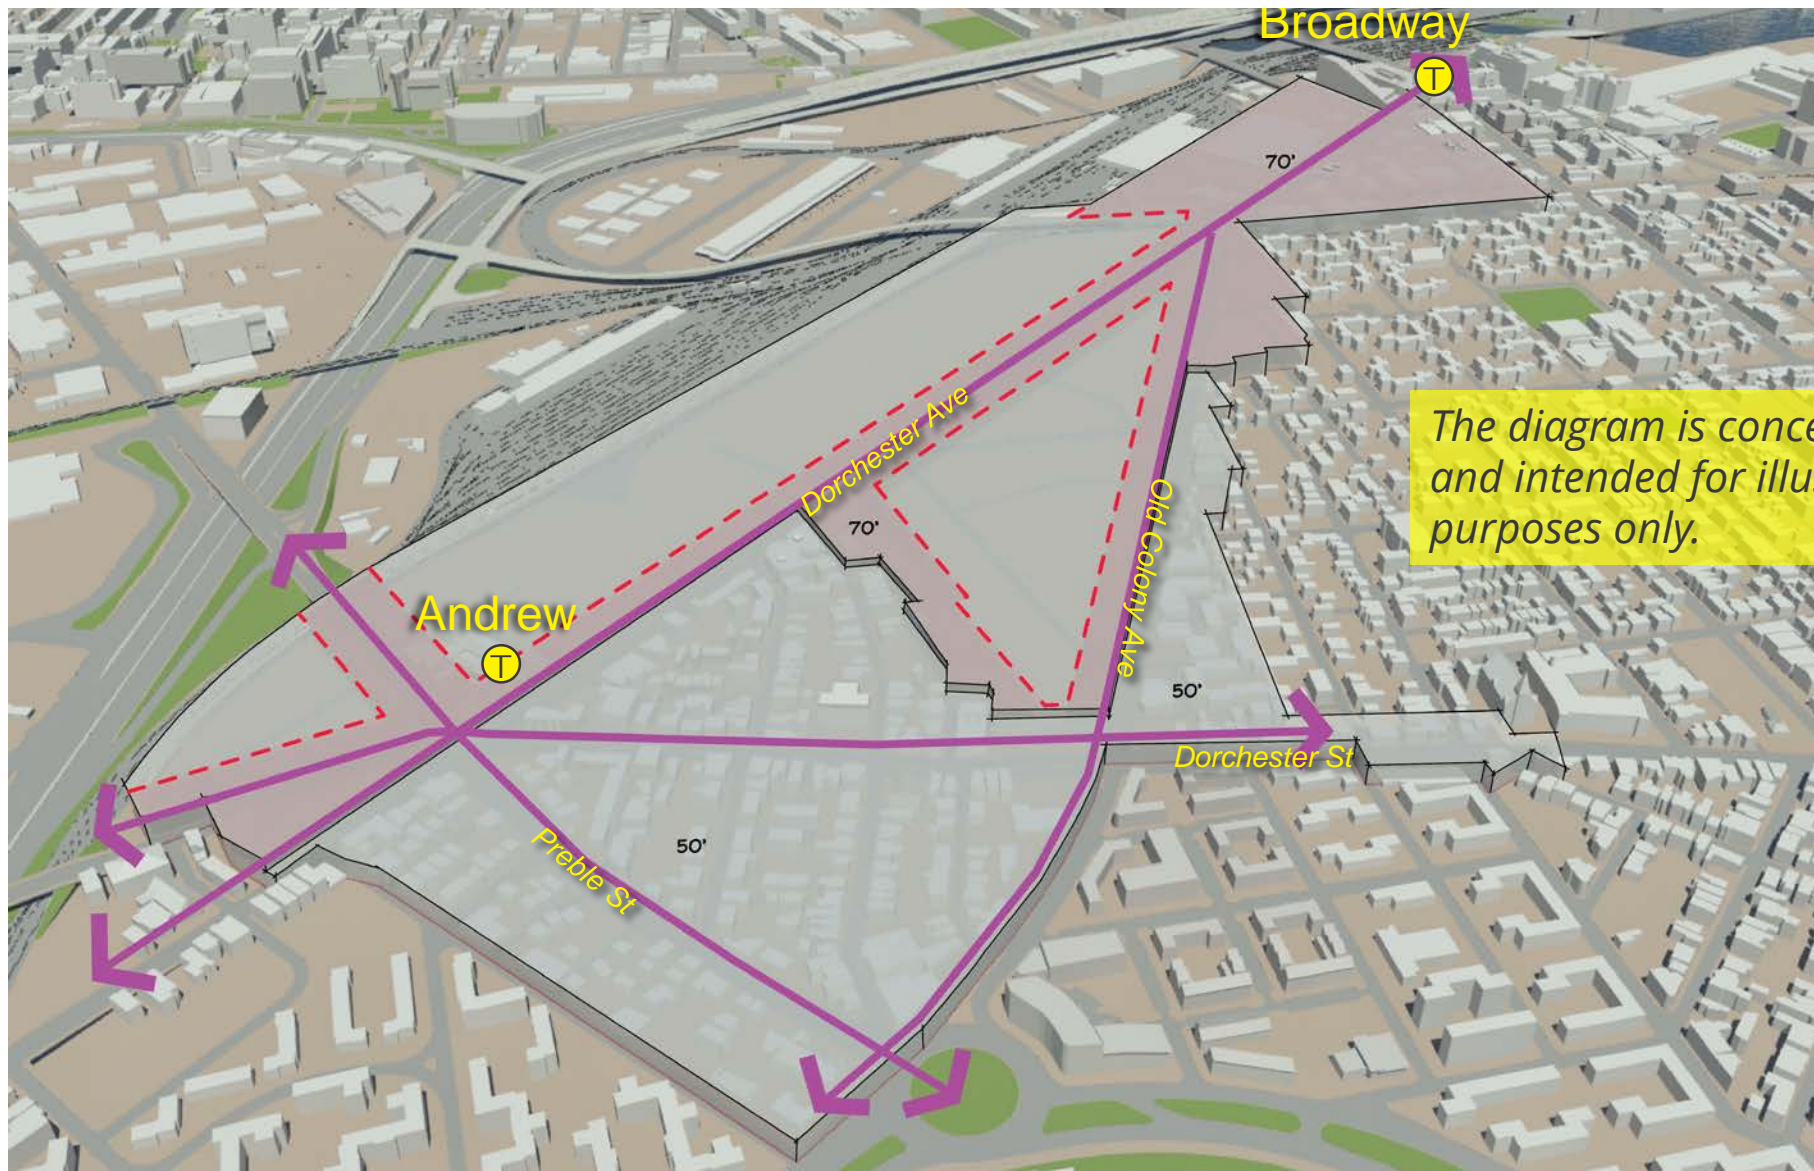 Broadway
T
70'
Dorchester Ave
The diagram is conce
and intended for illus
purposes only.
70'
Old Colony Ave
Andrew
T
50'
Dorchester St
50'
Preble St